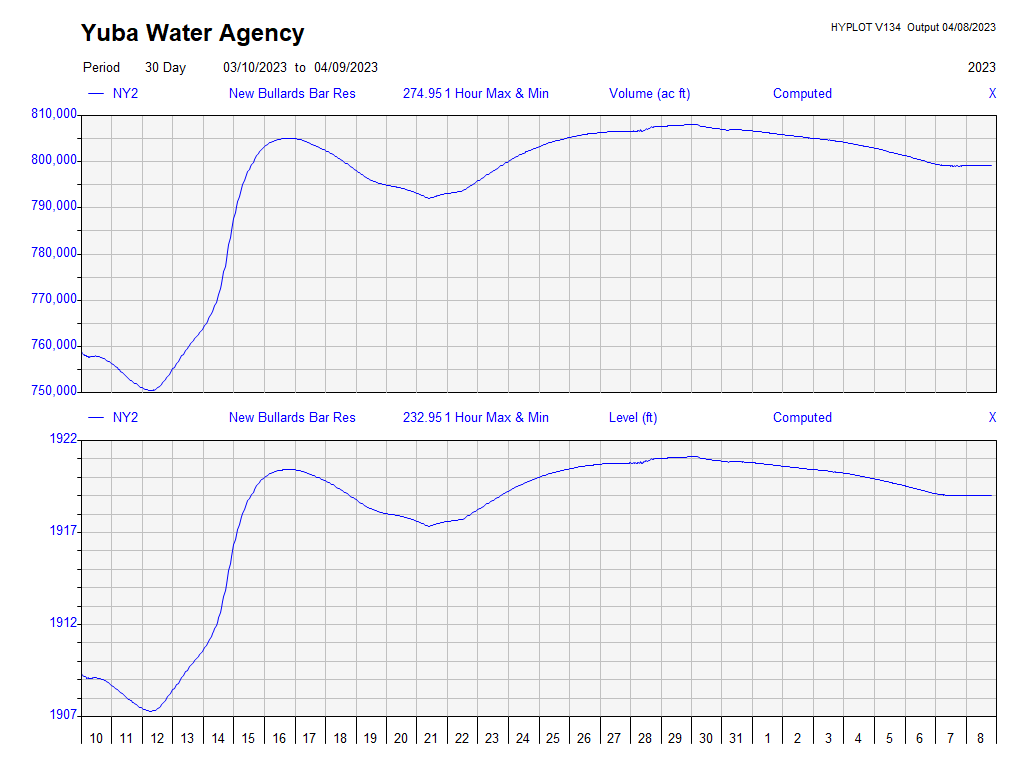 Yuba Water Agency
HYPLOT V134 Output 04/08/2023
Period 30 Day 03/10/2023 to 04/09/2023 2023
NY2 New Bullards Bar Res 274.95 1 Hour Max & Min Volume (ac ft) Computed X
810,000
800,000
790,000
780,000
770,000
760,000
750,000
NY2 New Bullards Bar Res 232.95 1 Hour Max & Min Level (ft) Computed X
1922
1917
1912
1907
10 11 12 13 14 15 16 17 18 19 20 21 22 23 24 25 26 27 28 29 30 31 1 2 3 4 5 6 7 8